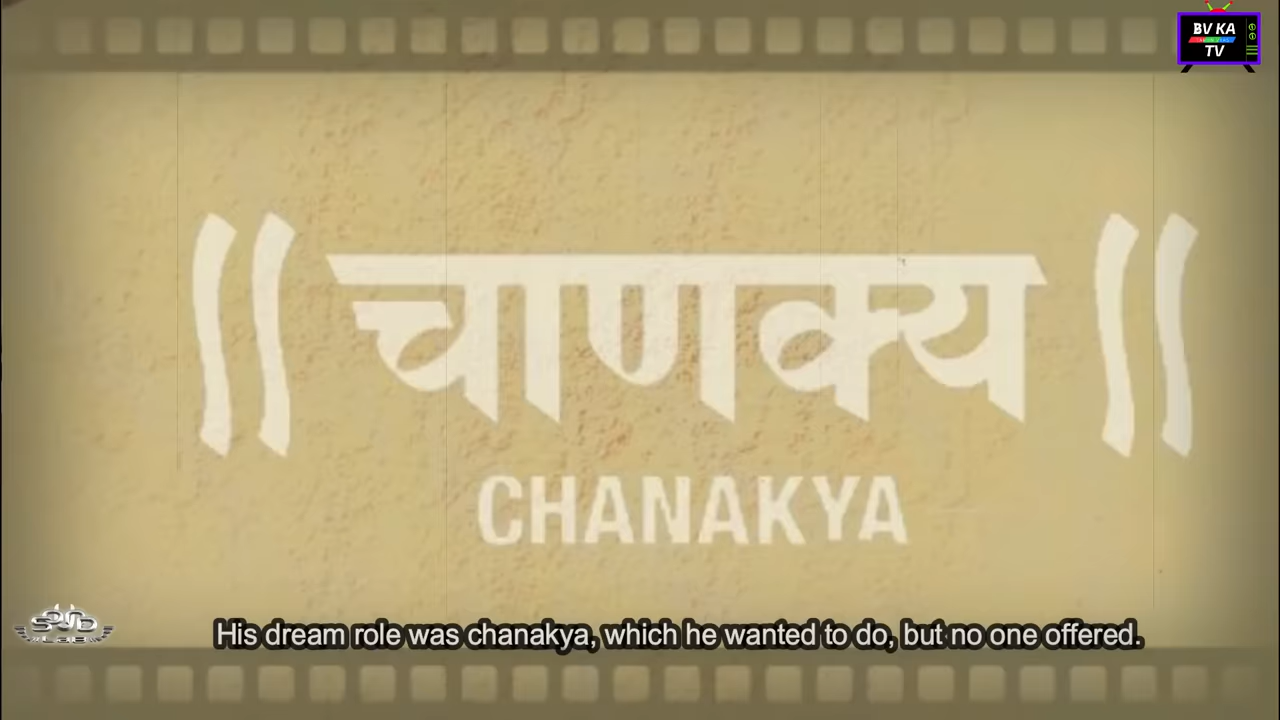 BV KA
TV
|| चाणक्य ||
CHANAKYA
His dream role was chanakya, which he wanted to do, but no one offered.